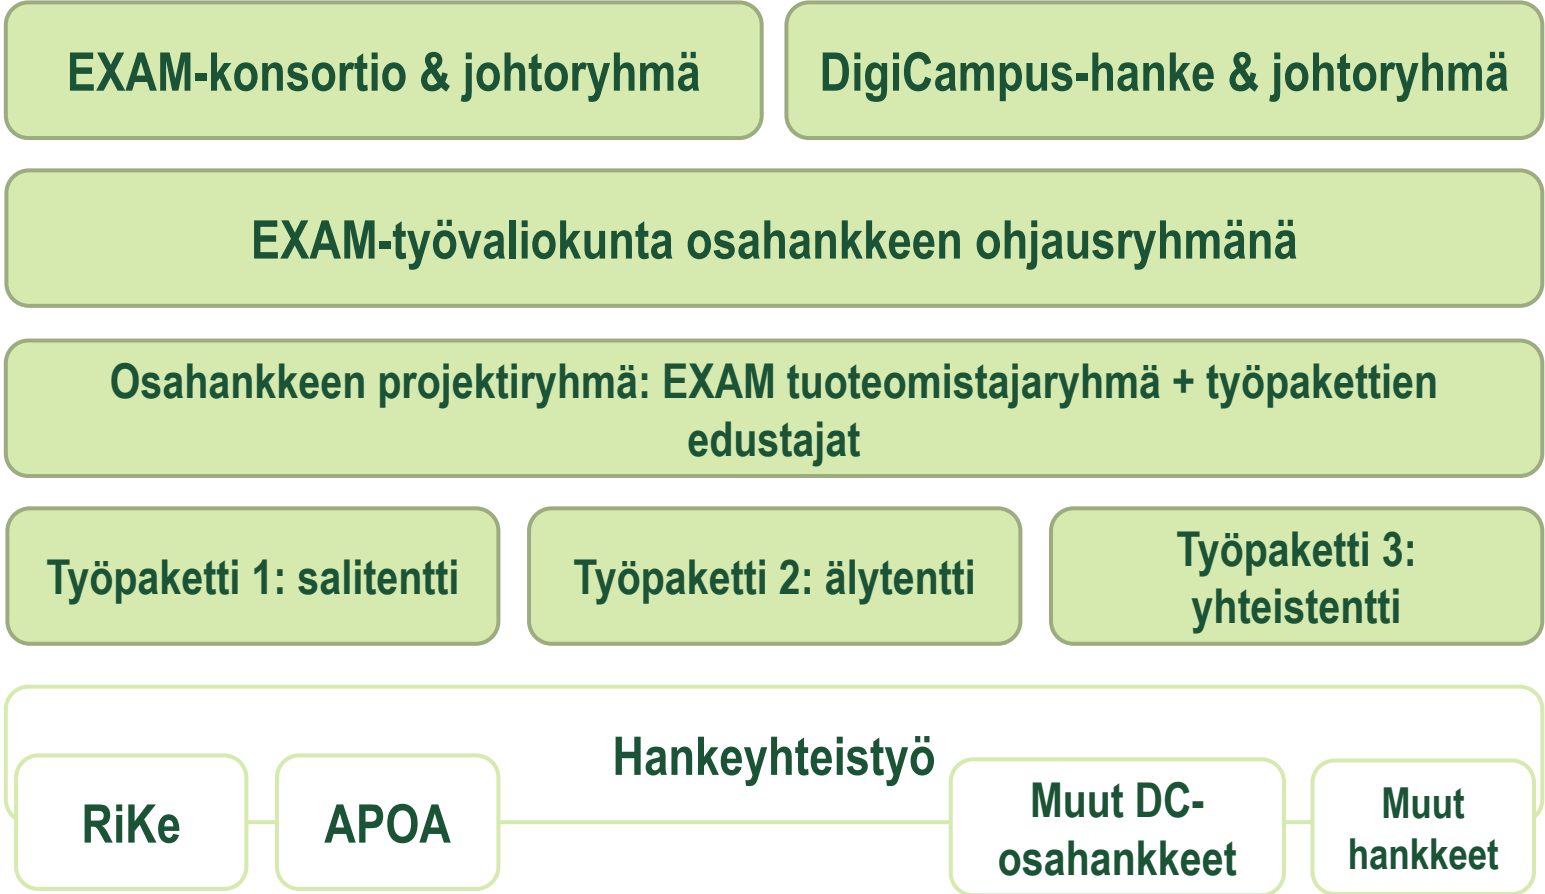 EXAM-konsortio & johtoryhmä
DigiCampus-hanke & johtoryhmä
EXAM-työvaliokunta osahankkeen ohjausryhmänä
Osahankkeen projektiryhmä: EXAM tuoteomistajaryhmä + työpakettien
edustajat
Työpaketti 1: salitentti
Työpaketti 2: älytentti
Työpaketti 3:
yhteistentti
Hankeyhteistyö
RiKe
APOA
Muut DC-
osahankkeet
Muut
hankkeet